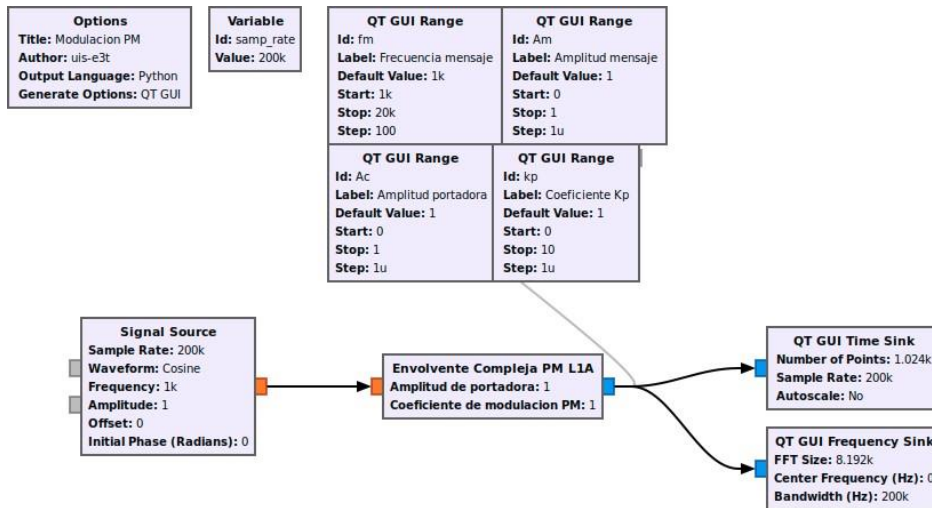 Options
Title: Modulacion PM
Author: uis-e3t
Output Language: Python
Generate Options: QT GUI
Variable
Id: samp_rate
Value: 200k
QT GUI Range
Id: fm
Label: Frecuencia mensaje
Default Value: 1k
Start: 1k
Stop: 20k
Step: 100
QT GUI Range
Id: Am
Label: Amplitud mensaje
Default Value: 1
Start: 0
Stop: 1
Step: 1u
QT GUI Range
Id: Ac
Label: Amplitud portadora
Default Value: 1
Start: 0
Stop: 1
Step: 1u
QT GUI Range
Id: kp
Label: Coeficiente Kp
Default Value: 1
Start: 0
Stop: 10
Step: 1u
Signal Source
Sample Rate: 200k
Waveform: Cosine
Frequency: 1k
Amplitude: 1
Offset: 0
Initial Phase (Radians): 0
Envolvente Compleja PM L1A
Amplitud de portadora: 1
Coeficiente de modulacion PM: 1
QT GUI Time Sink
Number of Points: 1.024k
Sample Rate: 200k
Autoscale: No
QT GUI Frequency Sink
FFT Size: 8.192k
Center Frequency (Hz): 0
Bandwidth (Hz): 200k